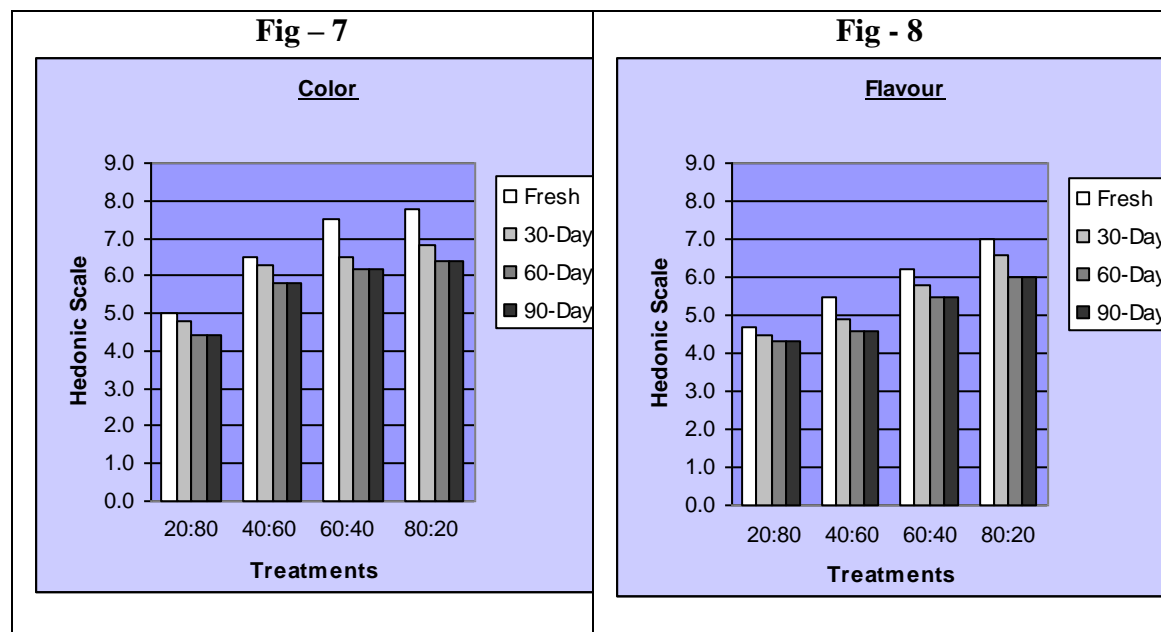 Fig – 7
Color
Hedonic Scale
9.0
8.0
7.0
6.0
5.0
4.0
3.0
2.0
1.0
0.0
20:80 40:60 60:40 80:20
Treatments
Fresh
30-Day
60-Day
90-Day
Fig - 8
Flavour
Hedonic Scale
9.0
8.0
7.0
6.0
5.0
4.0
3.0
2.0
1.0
0.0
20:80 40:60 60:40 80:20
Treatments
Fresh
30-Day
60-Day
90-Day